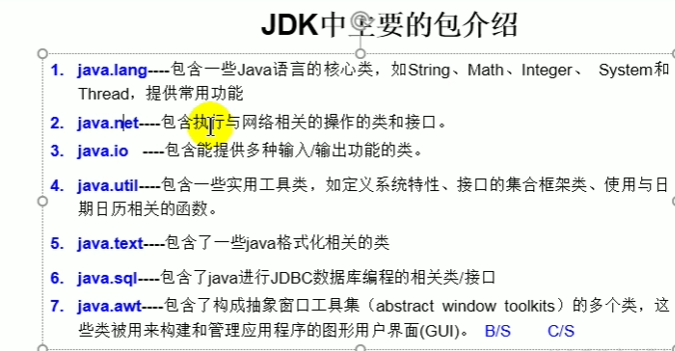 JDK中主要的包介绍
1. java.lang----包含一些Java语言的核心类，如String、Math、Integer、 System和
Thread，提供常用功能
2. java.net----包含执行与网络相关的操作的类和接口。
3. java.io ----包含能提供多种输入/输出功能的类。
4. java.util----包含一些实用工具类，如定义系统特性、接口的集合框架类、使用与日
期日历相关的函数。
5. java.text----包含了一些java格式化相关的类
6. java.sql----包含了java进行JDBC数据库编程的相关类/接口
7. java.awt----包含了构成抽象窗口工具集（abstract window toolkits）的多个类，这
些类被用来构建和管理应用程序的图形用户界面(GUI)。 B/S C/S